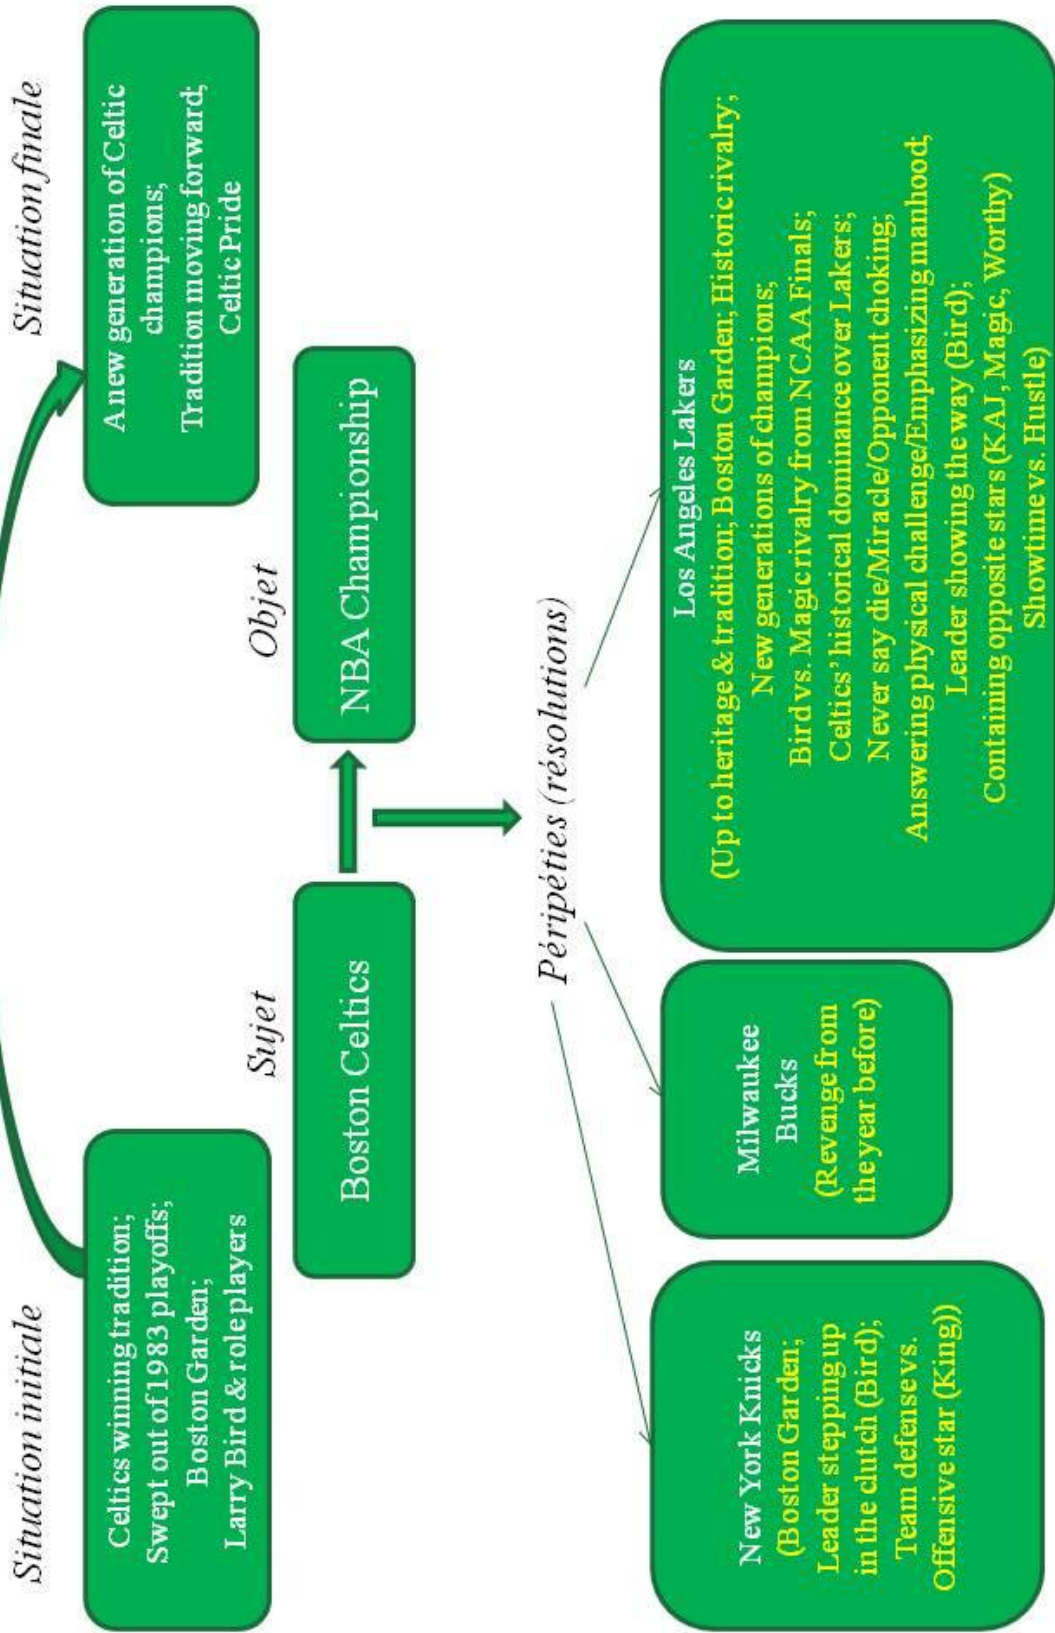 Situation initiale
Situation finale
Celtics winning tradition;
Swept out of 1983 playoffs;
Boston Garden;
Larry Bird & role players
A new generation of Celtic
champions;
Tradition moving forward;
Celtic Pride
Sujet
Objet
Boston Celtics
NBA Championship
Péripéties (résolutions)
New York Knicks
(Boston Garden;
Leader stepping up
in the clutch (Bird);
Team defense vs.
Offensive star (King))
Milwaukee
Bucks
(Revenge from
the year before)
Los Angeles Lakers
(Up to heritage & tradition; Boston Garden; Historic rivalry;
New generations of champions;
Bird vs. Magic rivalry from NCAA Finals;
Celtics’ historical dominance over Lakers;
Never say die/Miracle/Opponent choking;
Answering physical challenge/Emphasizing manhood;
Leader showing the way (Bird);
Containing opposite stars (KAJ, Magic, Worthy)
Showtime vs. Hustle)